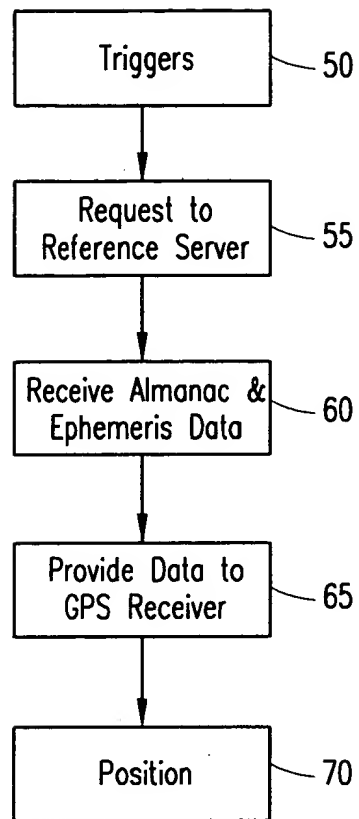 Triggers
50
Request to
Reference Server
55
Receive Almanac &
Ephemeris Data
60
Provide Data to
GPS Receiver
65
Position
70